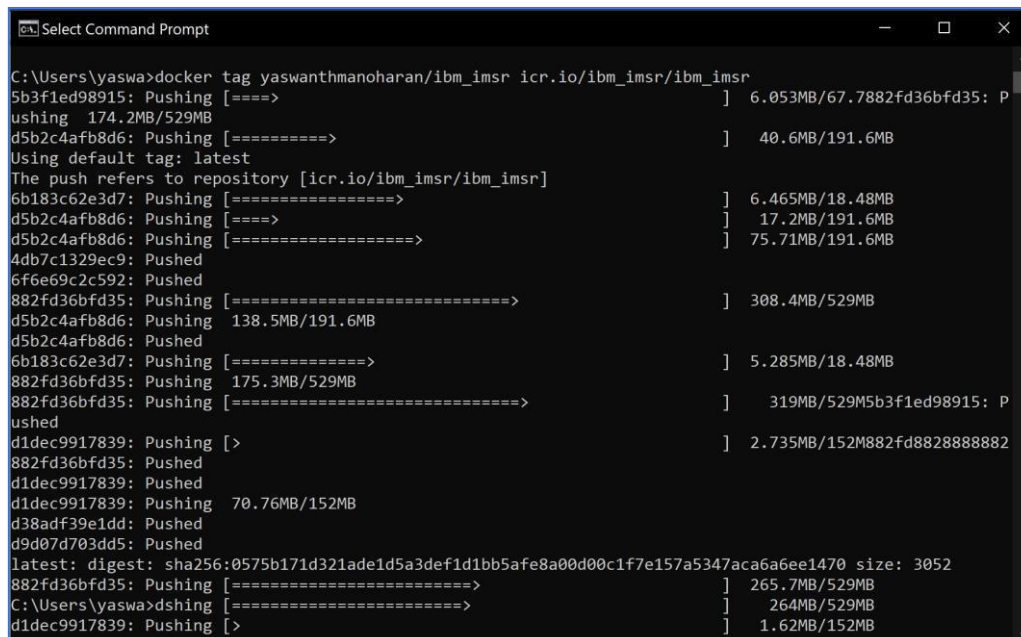 Select Command Prompt
C:\Users\yaswa>docker tag yaswanthmanoharan/ibm_imsr icr.io/ibm_imsr/ibm_imsr
5b3f1ed98915: Pushing [====>                                              ]  6.053MB/67.7882fd36bfd35: P
ushing  174.2MB/529MB
d5b2c4afb8d6: Pushing [==========>                                        ]   40.6MB/191.6MB
Using default tag: latest
The push refers to repository [icr.io/ibm_imsr/ibm_imsr]
6b183c62e3d7: Pushing [=================>                                 ]  6.465MB/18.48MB
d5b2c4afb8d6: Pushing [====>                                              ]   17.2MB/191.6MB
d5b2c4afb8d6: Pushing [===================>                               ]  75.71MB/191.6MB
4db7c1329ec9: Pushed
6f6e69c2c592: Pushed
882fd36bfd35: Pushing [=============================>                     ]  308.4MB/529MB
d5b2c4afb8d6: Pushing  138.5MB/191.6MB
d5b2c4afb8d6: Pushed
6b183c62e3d7: Pushing [==============>                                    ]  5.285MB/18.48MB
882fd36bfd35: Pushing  175.3MB/529MB
882fd36bfd35: Pushing [==============================>                    ]    319MB/529M5b3f1ed98915: P
ushed
d1dec9917839: Pushing [>                                                  ]  2.735MB/152M882fd8828888882
882fd36bfd35: Pushed
d1dec9917839: Pushed
d1dec9917839: Pushing  70.76MB/152MB
d38adf39e1dd: Pushed
d9d07d703dd5: Pushed
latest: digest: sha256:0575b171d321ade1d5a3def1d1bb5afe8a00d00c1f7e157a5347aca6a6ee1470 size: 3052
882fd36bfd35: Pushing [=========================>                         ]  265.7MB/529MB
C:\Users\yaswa>dshing [========================>                          ]    264MB/529MB
d1dec9917839: Pushing [>                                                  ]   1.62MB/152MB